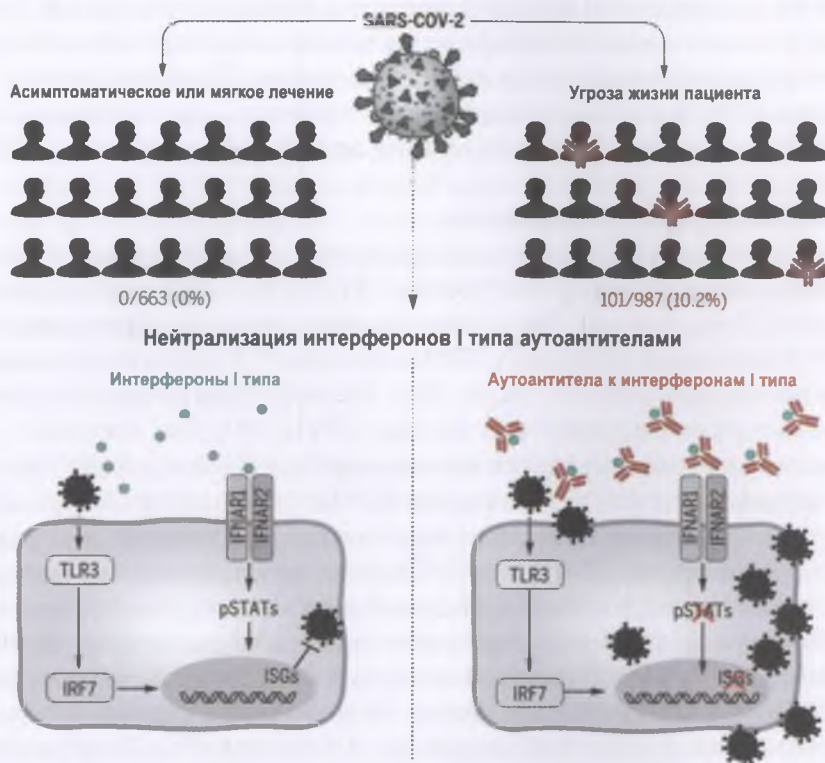 SARS-COV-2
Асимптоматическое или мягкое лечение
Угроза жизни пациента
0/663 (0%)
101/987 (10.2%)
Нейтрализация интерферонов I типа аутоантителами
Интерфероны I типа
Аутоантитела к интерферонам I типа
IFNAR1
IFNAR2
TLR3
pSTATs
ISGs
IRF7
IFNAR1
IFNAR2
TLR3
pSTATs
ISGs
IRF7